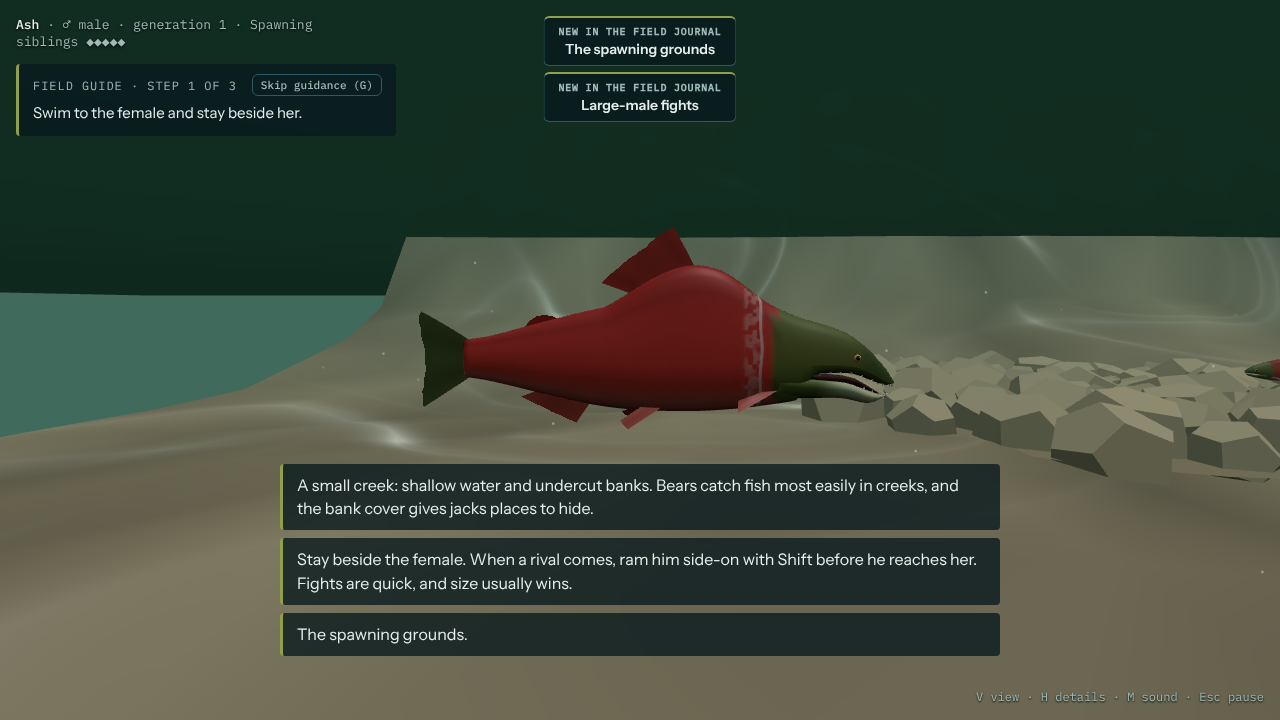 Ash · ♂ male · generation 1 · Spawning
siblings ◆◆◆◆◆
FIELD GUIDE · STEP 1 OF 3
Skip guidance (G)
Swim to the female and stay beside her.
NEW IN THE FIELD JOURNAL
The spawning grounds
NEW IN THE FIELD JOURNAL
Large-male fights
A small creek: shallow water and undercut banks. Bears catch fish most easily in creeks, and
the bank cover gives jacks places to hide.
Stay beside the female. When a rival comes, ram him side-on with Shift before he reaches her.
Fights are quick, and size usually wins.
The spawning grounds.
V view · H details · M sound · Esc pause